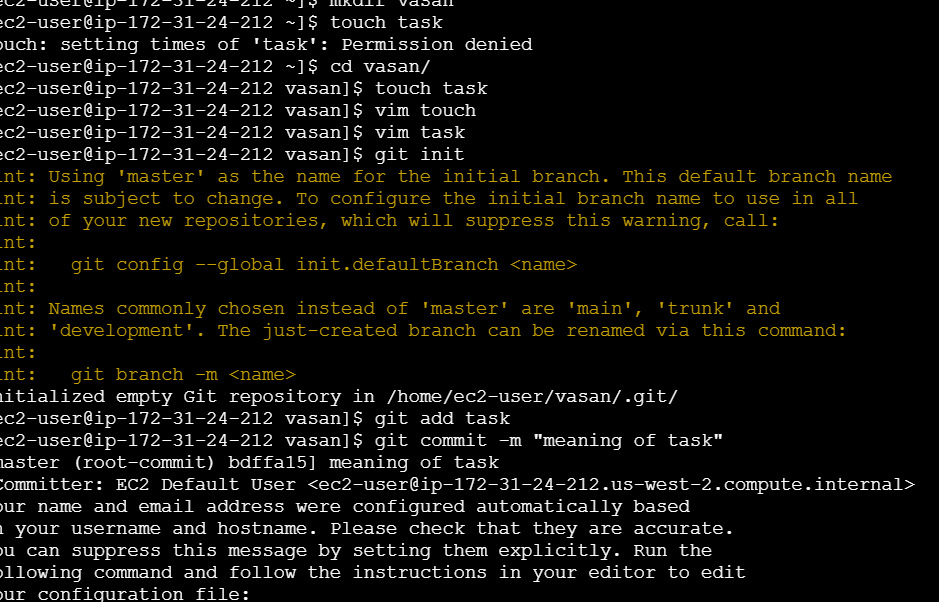 ec2-user@ip-172-31-24-212 ~]$ mkdir vasan
ec2-user@ip-172-31-24-212 ~]$ touch task
ouch: setting times of 'task': Permission denied
ec2-user@ip-172-31-24-212 ~]$ cd vasan/
ec2-user@ip-172-31-24-212 vasan]$ touch task
ec2-user@ip-172-31-24-212 vasan]$ vim touch
ec2-user@ip-172-31-24-212 vasan]$ vim task
ec2-user@ip-172-31-24-212 vasan]$ git init
int: Using 'master' as the name for the initial branch. This default branch name
int: is subject to change. To configure the initial branch name to use in all
int: of your new repositories, which will suppress this warning, call:
int:
int:   git config --global init.defaultBranch <name>
int:
int: Names commonly chosen instead of 'master' are 'main', 'trunk' and
int: 'development'. The just-created branch can be renamed via this command:
int:
int:   git branch -m <name>
nitialized empty Git repository in /home/ec2-user/vasan/.git/
ec2-user@ip-172-31-24-212 vasan]$ git add task
ec2-user@ip-172-31-24-212 vasan]$ git commit -m "meaning of task"
master (root-commit) bdffa15] meaning of task
Committer: EC2 Default User <ec2-user@ip-172-31-24-212.us-west-2.compute.internal>
our name and email address were configured automatically based
n your username and hostname. Please check that they are accurate.
ou can suppress this message by setting them explicitly. Run the
ollowing command and follow the instructions in your editor to edit
our configuration file: